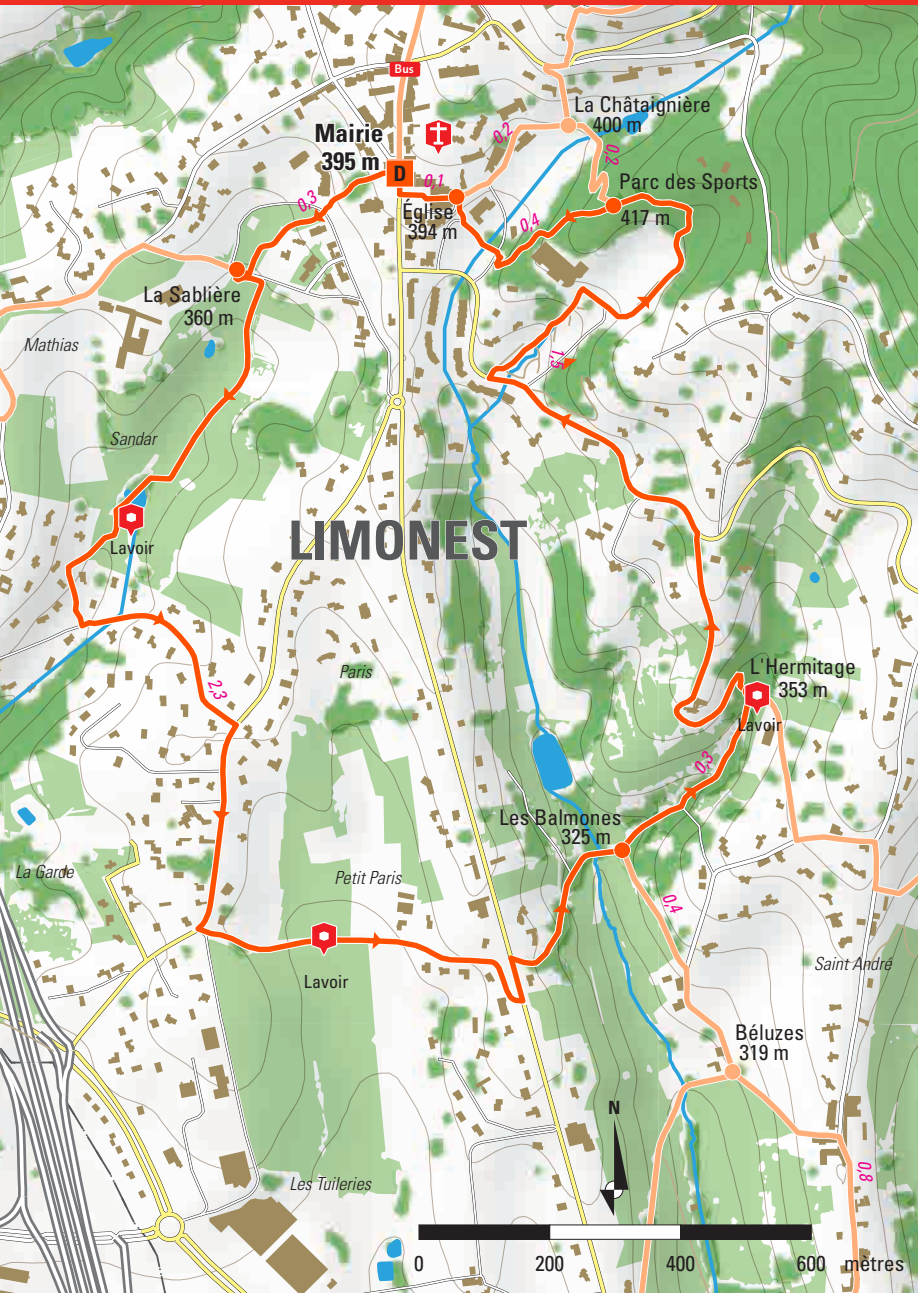 Bus
La Châtaignière
400 m
Mairie
395 m
D
0,2
0,2
0,1
Parc des Sports
417 m
0,3
Église
394 m
0,4
La Sablière
360 m
Mathias
1,5
Sandar
Lavoir
LIMONEST
L'Hermitage
353 m
Lavoir
Paris
2,3
0,3
Les Balmones
325 m
La Garde
Petit Paris
0,4
Lavoir
Saint André
Béluzes
319 m
N
0,8
Les Tuileries
0 200 400 600 mètres